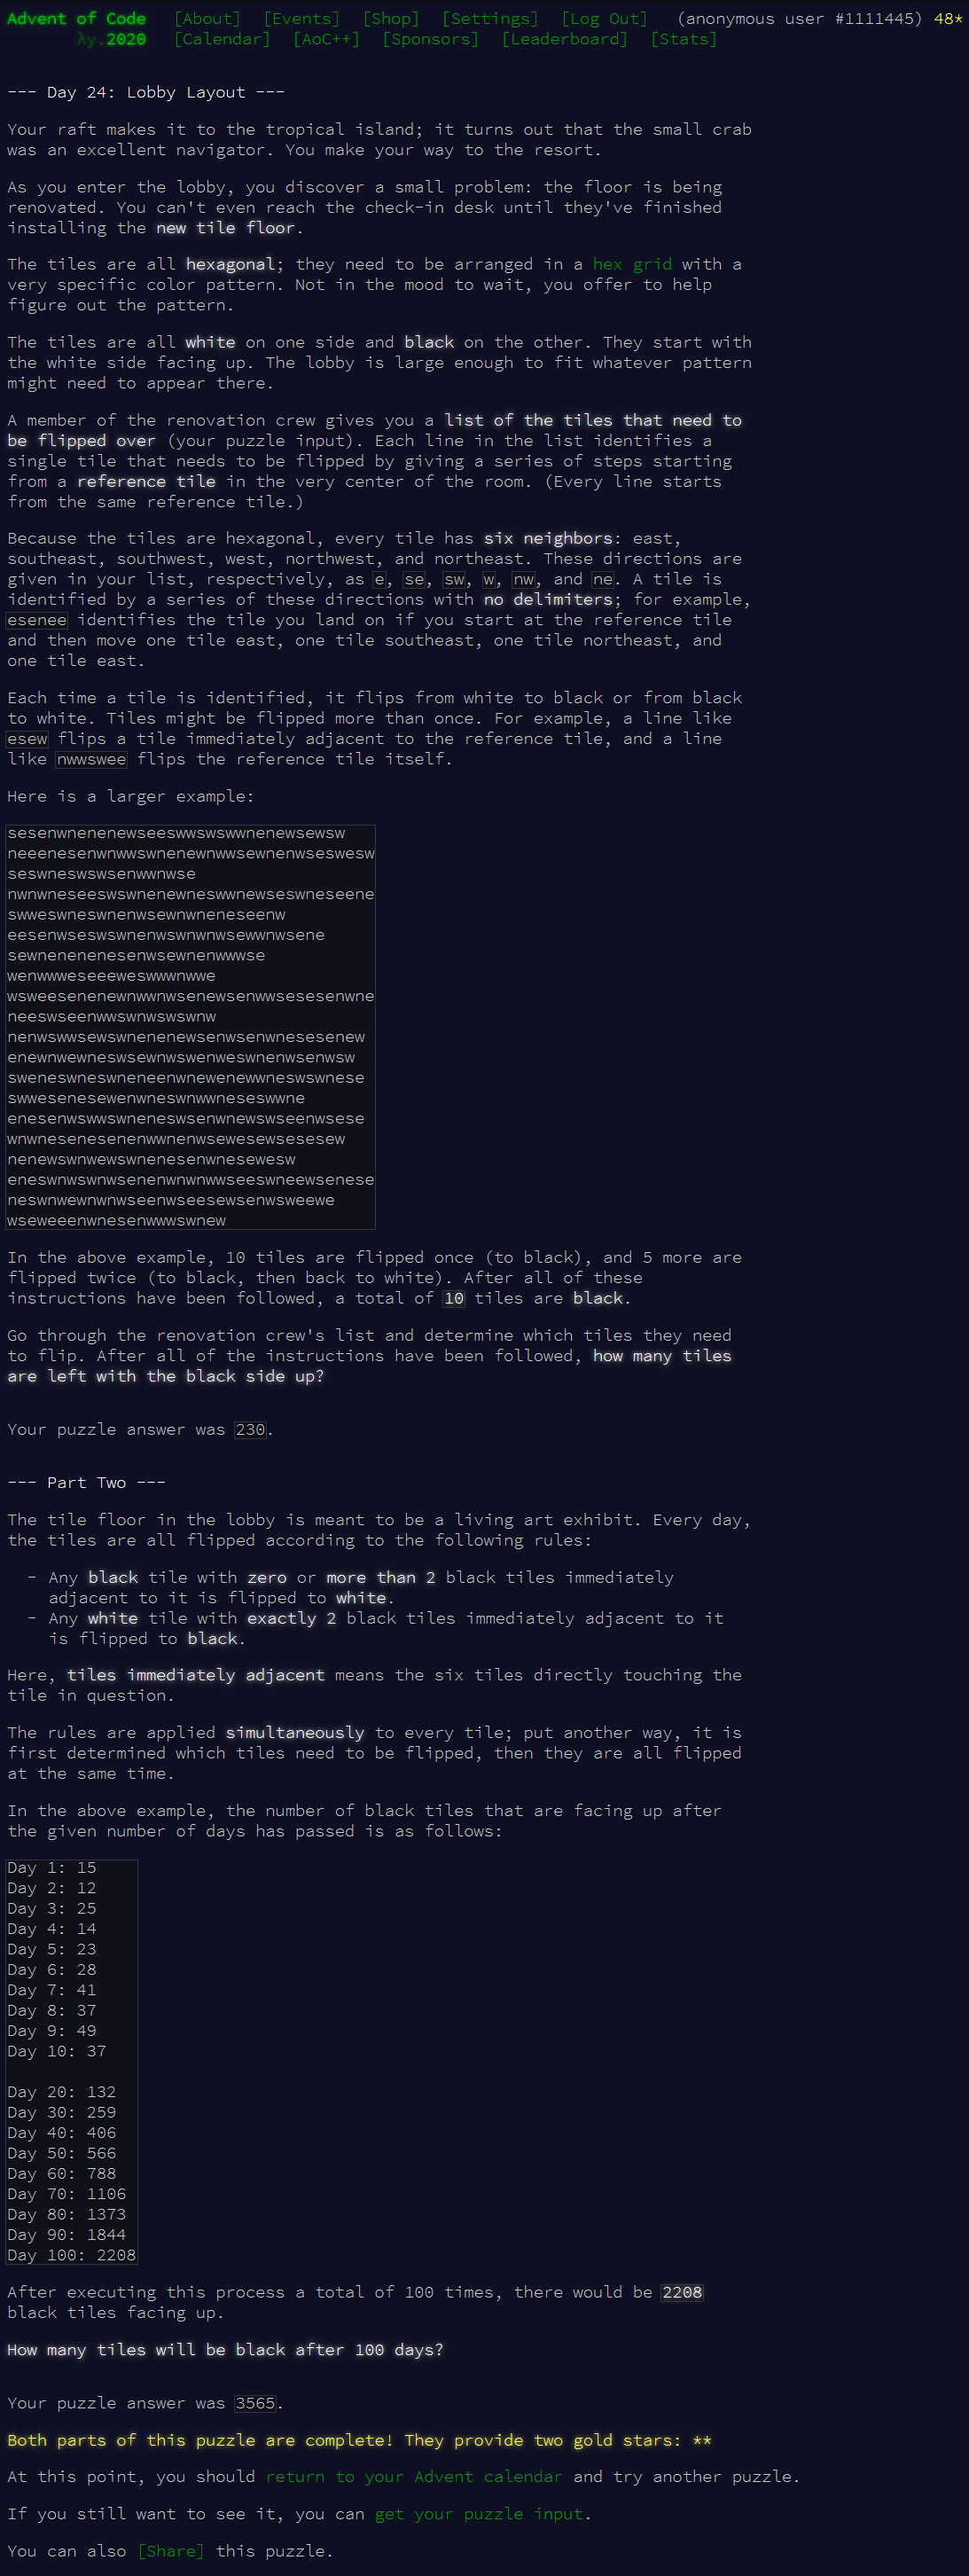 Advent of Code [About] [Events] [Shop] [Settings] [Log Out] (anonymous user #1111445) 48*
λy.2020 [Calendar] [AoC++] [Sponsors] [Leaderboard] [Stats]
--- Day 24: Lobby Layout ---
Your raft makes it to the tropical island; it turns out that the small crab
was an excellent navigator. You make your way to the resort.
As you enter the lobby, you discover a small problem: the floor is being
renovated. You can't even reach the check-in desk until they've finished
installing the new tile floor.
The tiles are all hexagonal; they need to be arranged in a hex grid with a
very specific color pattern. Not in the mood to wait, you offer to help
figure out the pattern.
The tiles are all white on one side and black on the other. They start with
the white side facing up. The lobby is large enough to fit whatever pattern
might need to appear there.
A member of the renovation crew gives you a list of the tiles that need to
be flipped over (your puzzle input). Each line in the list identifies a
single tile that needs to be flipped by giving a series of steps starting
from a reference tile in the very center of the room. (Every line starts
from the same reference tile.)
Because the tiles are hexagonal, every tile has six neighbors: east,
southeast, southwest, west, northwest, and northeast. These directions are
given in your list, respectively, as e, se, sw, w, nw, and ne. A tile is
identified by a series of these directions with no delimiters; for example,
esenee identifies the tile you land on if you start at the reference tile
and then move one tile east, one tile southeast, one tile northeast, and
one tile east.
Each time a tile is identified, it flips from white to black or from black
to white. Tiles might be flipped more than once. For example, a line like
esew flips a tile immediately adjacent to the reference tile, and a line
like nwwswee flips the reference tile itself.
Here is a larger example:
sesenwnenenewseeswwswswwnenewsewsw
neeenesenwnwwswnenewnwwsewnenwseswesw
seswneswswsenwwnwse
nwnwneseeswswnenewneswwnewseswneseene
swweswneswnenwsewnwneneseenw
eesenwseswswnenwswnwnwsewwnwsene
sewnenenenesenwsewnenwwwse
wenwwweseeeweswwwnwwe
wsweesenenewnwwnwsenewsenwwsesesenwne
neeswseenwwswnwswswnw
nenwswwsewswnenenewsenwsenwnesesenew
enewnwewneswsewnwswenweswnenwsenwsw
sweneswneswneneenwnewenewwneswswnese
swwesenesewenwneswnwwneseswwne
enesenwswwswneneswsenwnewswseenwsese
wnwnesenesenenwwnenwsewesewsesesew
nenewswnwewswnenesenwnesewesw
eneswnwswnwsenenwnwnwwseeswneewsenese
neswnwewnwnwseenwseesewsenwsweewe
wseweeenwnesenwwwswnew
In the above example, 10 tiles are flipped once (to black), and 5 more are
flipped twice (to black, then back to white). After all of these
instructions have been followed, a total of 10 tiles are black.
Go through the renovation crew's list and determine which tiles they need
to flip. After all of the instructions have been followed, how many tiles
are left with the black side up?
Your puzzle answer was 230.
--- Part Two ---
The tile floor in the lobby is meant to be a living art exhibit. Every day,
the tiles are all flipped according to the following rules:
- Any black tile with zero or more than 2 black tiles immediately
adjacent to it is flipped to white.
- Any white tile with exactly 2 black tiles immediately adjacent to it
is flipped to black.
Here, tiles immediately adjacent means the six tiles directly touching the
tile in question.
The rules are applied simultaneously to every tile; put another way, it is
first determined which tiles need to be flipped, then they are all flipped
at the same time.
In the above example, the number of black tiles that are facing up after
the given number of days has passed is as follows:
Day 1: 15
Day 2: 12
Day 3: 25
Day 4: 14
Day 5: 23
Day 6: 28
Day 7: 41
Day 8: 37
Day 9: 49
Day 10: 37
Day 20: 132
Day 30: 259
Day 40: 406
Day 50: 566
Day 60: 788
Day 70: 1106
Day 80: 1373
Day 90: 1844
Day 100: 2208
After executing this process a total of 100 times, there would be 2208
black tiles facing up.
How many tiles will be black after 100 days?
Your puzzle answer was 3565.
Both parts of this puzzle are complete! They provide two gold stars: **
At this point, you should return to your Advent calendar and try another puzzle.
If you still want to see it, you can get your puzzle input.
You can also [Share] this puzzle.